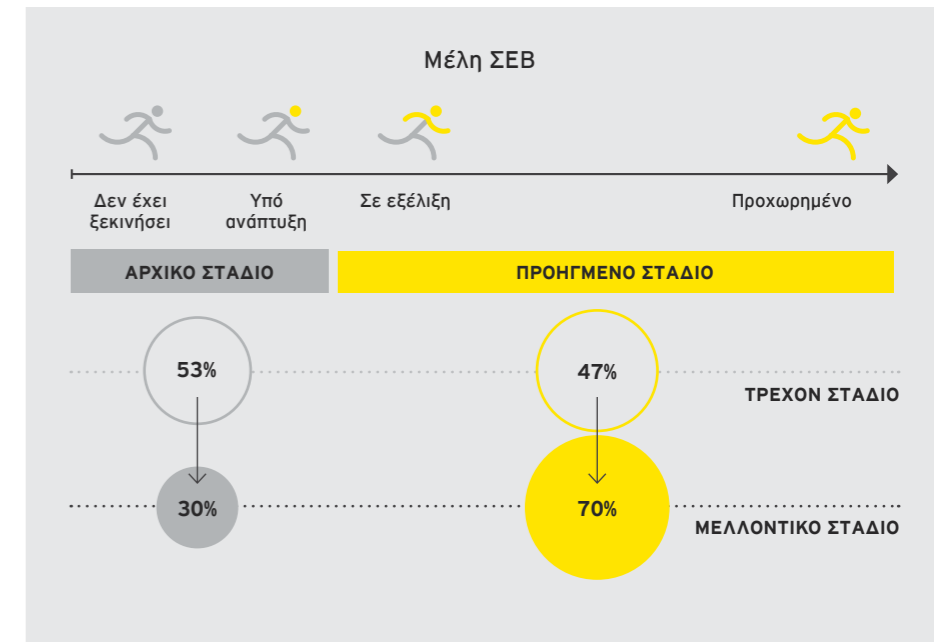 Μέλη ΣΕΒ
Δεν έχει
ξεκινήσει
Υπό
ανάπτυξη
Σε εξέλιξη
Προχωρημένο
ΑΡΧΙΚΟ ΣΤΑΔΙΟ
ΠΡΟΗΓΜΕΝΟ ΣΤΑΔΙΟ
53%
47%
ΤΡΕΧΟΝ ΣΤΑΔΙΟ
30%
70%
ΜΕΛΛΟΝΤΙΚΟ ΣΤΑΔΙΟ